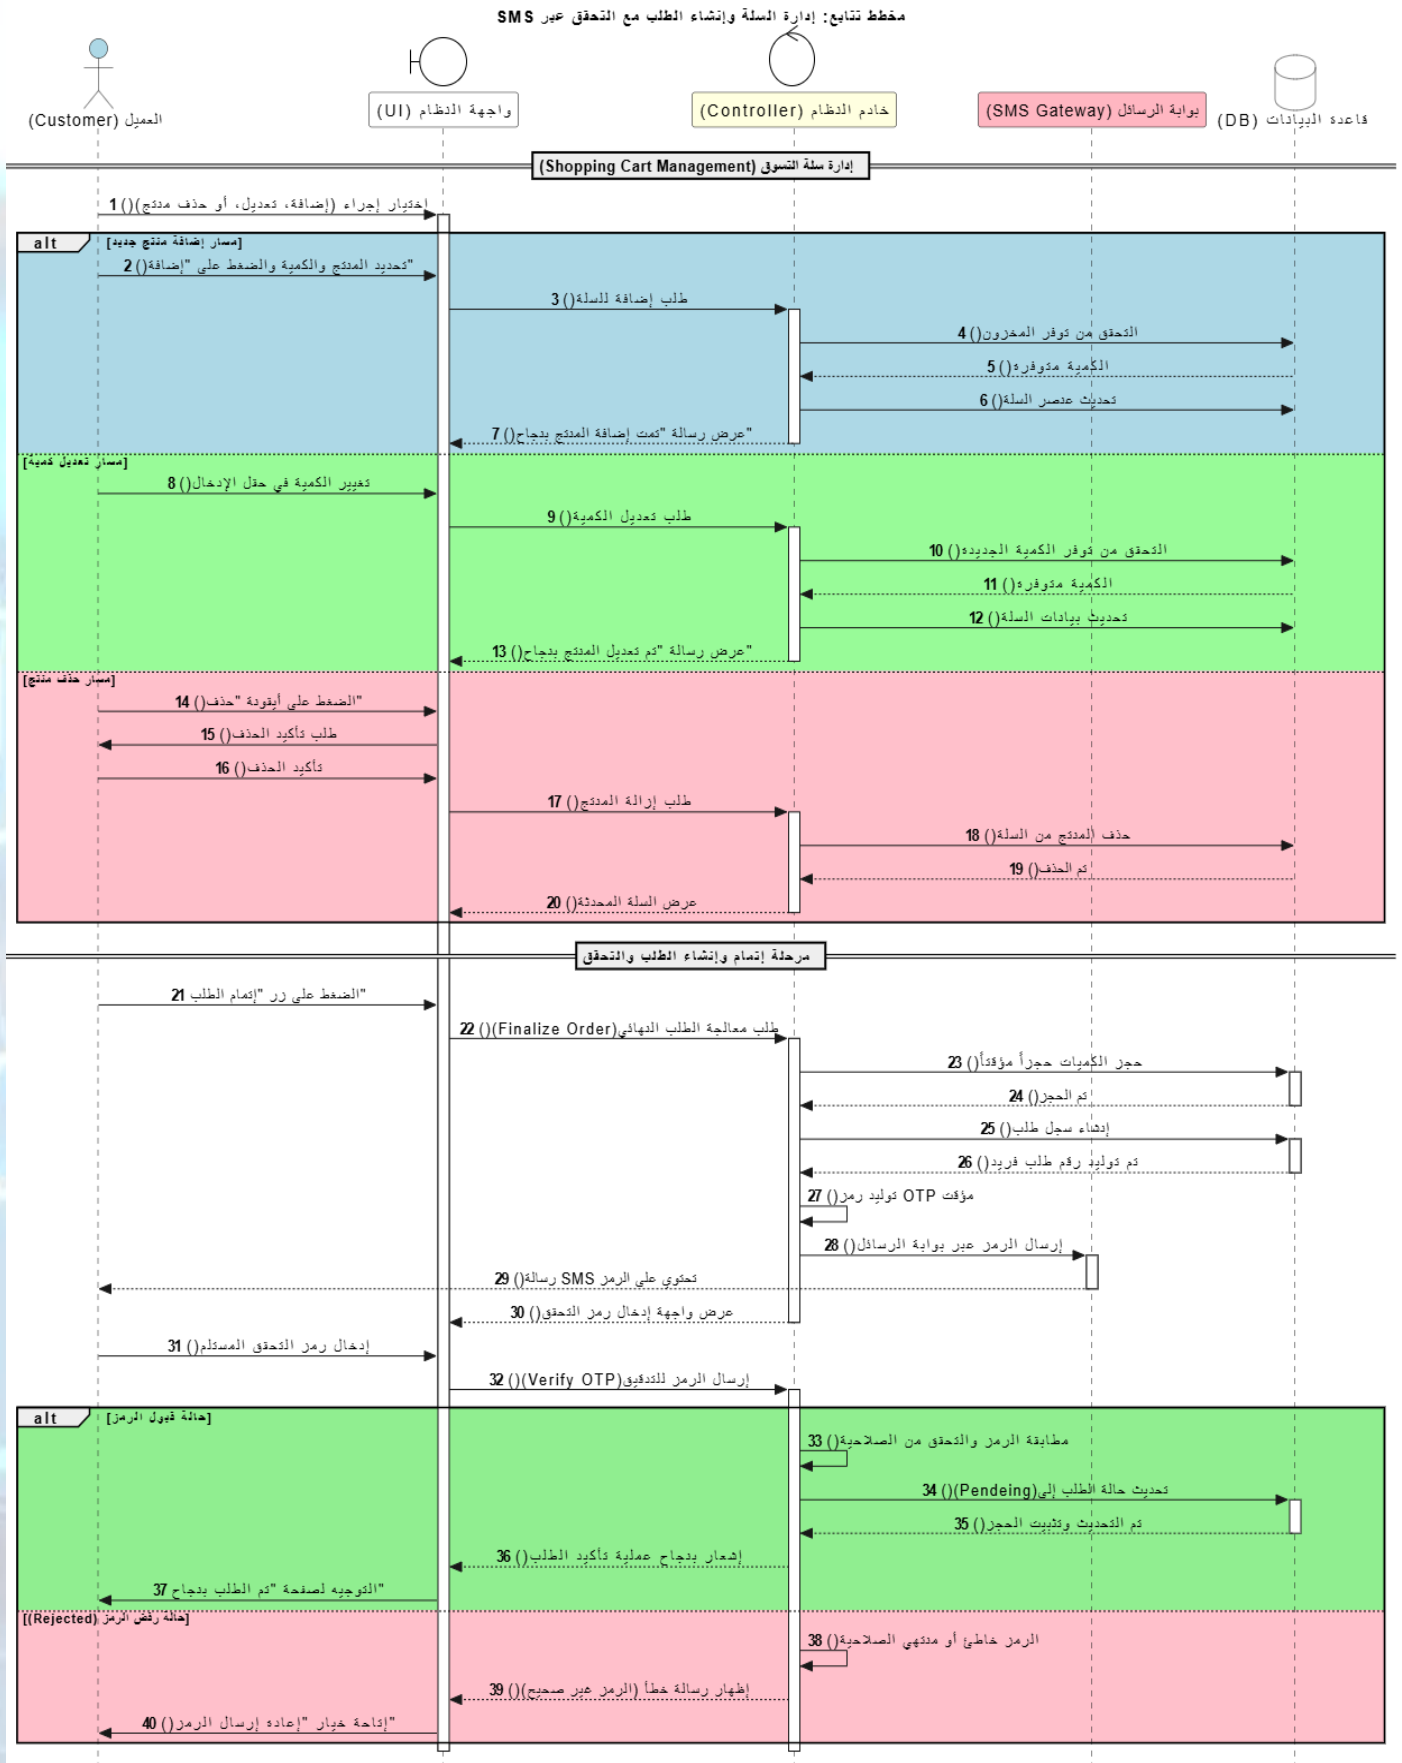 مخطط تتابع: إدارة السلة وإنشاء الطلب مع التحقق عبر SMS
العميل (Customer)
واجهة النظام (UI)
خادم النظام (Controller)
بوابة الرسائل (SMS Gateway)
قاعدة البيانات (DB)
إدارة سلة التسوق (Shopping Cart Management)
1 اختيار إجراء (إضافة، تعديل، أو حذف منتج)()
alt [مسار إضافة منتج جديد]
2 تحديد المنتج والكمية والضغط على "إضافة()"
3 طلب إضافة للسلة()
4 التحقق من توفر المخزون()
5 الكمية متوفرة()
6 تحديث عنصر السلة()
7 عرض رسالة "تمت إضافة المنتج بنجاح()"
[مسار تعديل كمية]
8 تغيير الكمية في حقل الإدخال()
9 طلب تعديل الكمية()
10 التحقق من توفر الكمية الجديدة()
11 الكمية متوفرة()
12 تحديث بيانات السلة()
13 عرض رسالة "تم تعديل المنتج بنجاح()"
[مسار حذف منتج]
14 الضغط على أيقونة "حذف()"
15 طلب تأكيد الحذف()
16 تأكيد الحذف()
17 طلب إزالة المنتج()
18 حذف المنتج من السلة()
19 تم الحذف()
20 عرض السلة المحدثة()
مرحلة إتمام وإنشاء الطلب والتحقق
21 الضغط على زر "إتمام الطلب"
22 طلب معالجة الطلب النهائي(Finalize Order)()
23 حجز الكميات حجزاً مؤقتاً()
24 تم الحجز()
25 إنشاء سجل طلب()
26 تم توليد رقم طلب فريد()
27 توليد رمز() OTP مؤقت
28 إرسال الرمز عبر بوابة الرسائل()
29 رسالة() SMS تحتوي على الرمز
30 عرض واجهة إدخال رمز التحقق()
31 إدخال رمز التحقق المستلم()
32 إرسال الرمز للتدقيق(Verify OTP)()
alt [حالة قبول الرمز]
33 مطابقة الرمز والتحقق من الصلاحية()
34 تحديث حالة الطلب إلى(Pendeing)()
35 تم التحديث وتثبيت الحجز()
36 إشعار بنجاح عملية تأكيد الطلب()
37 التوجيه لصفحة "تم الطلب بنجاح"
[حالة رفض الرمز (Rejected)]
38 الرمز خاطئ أو منتهي الصلاحية()
39 إظهار رسالة خطأ (الرمز غير صحيح)()
40 إتاحة خيار "إعادة إرسال الرمز()"